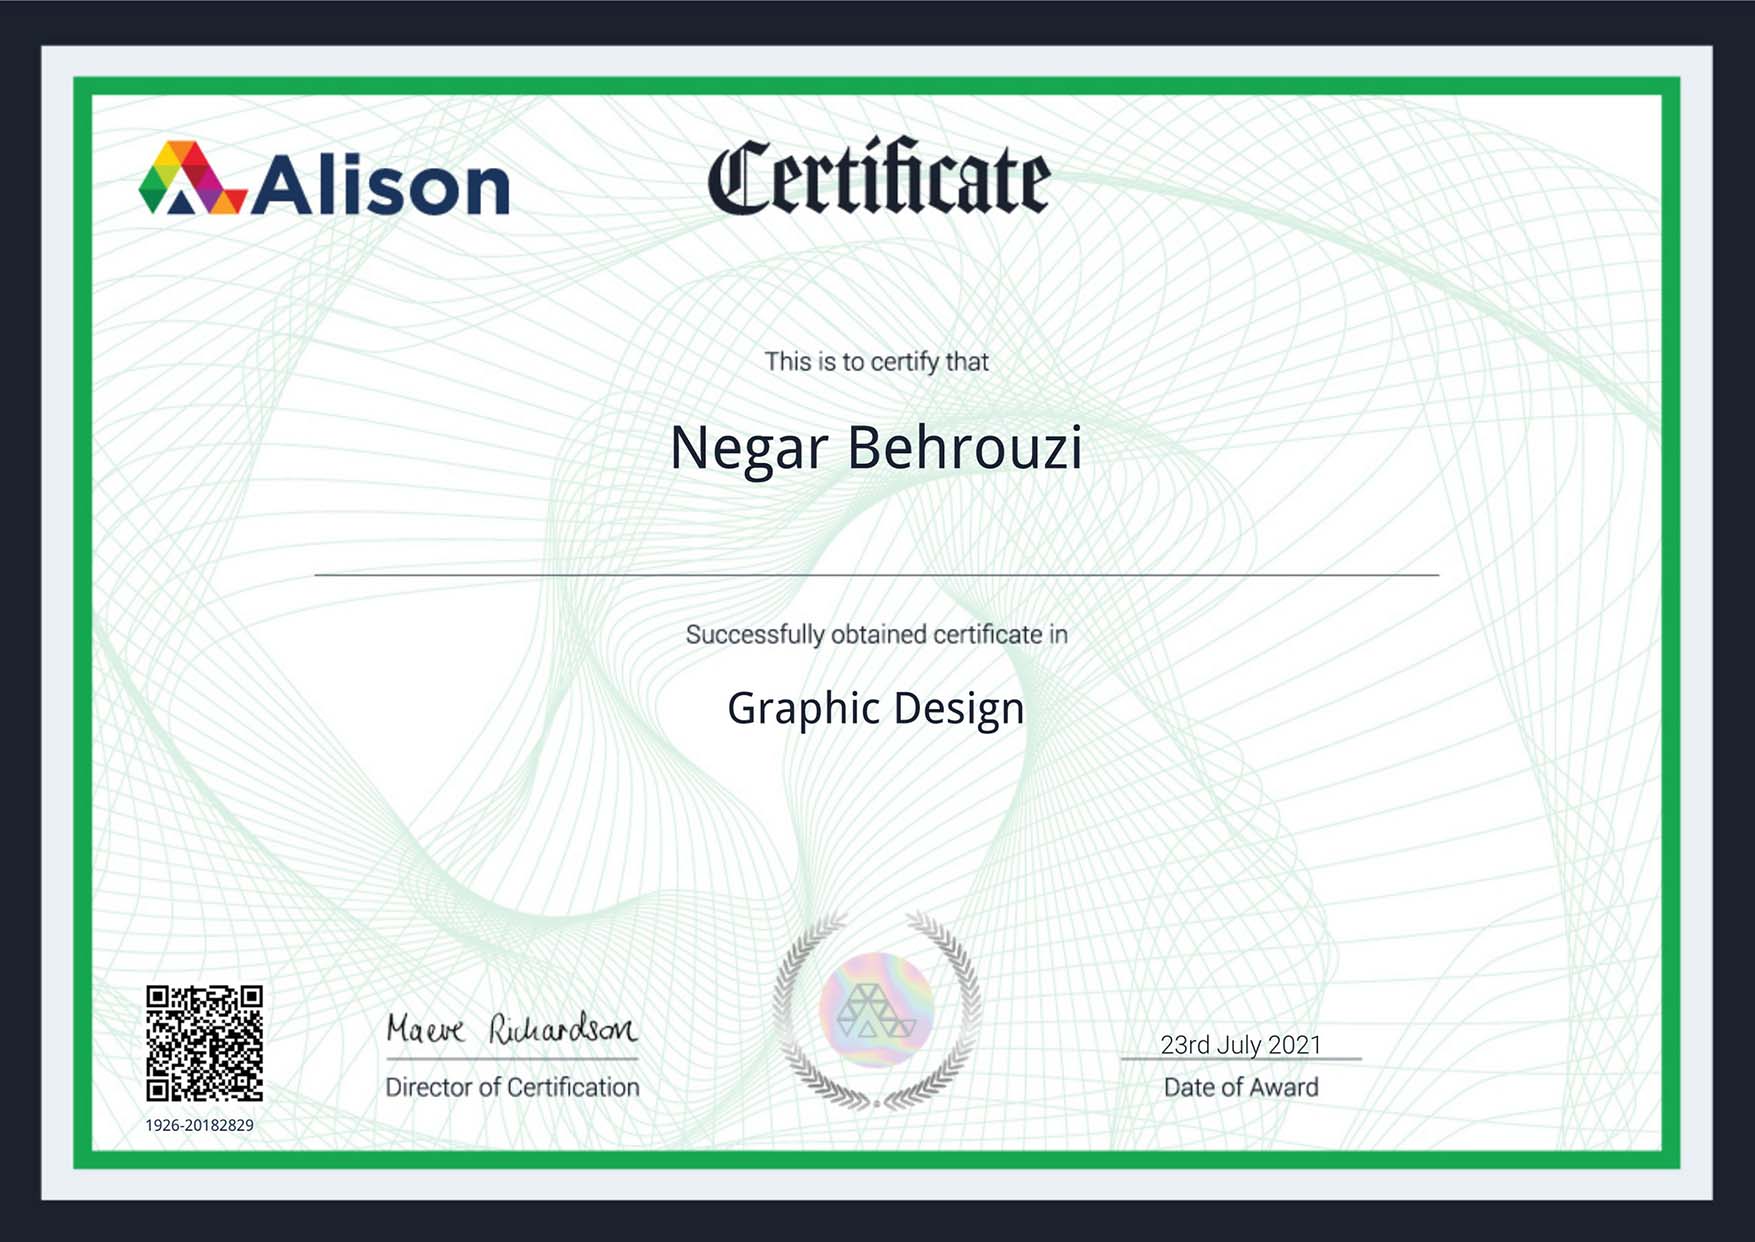 Alison
Certificate
This is to certify that
Negar Behrouzi
Successfully obtained certificate in
Graphic Design
Maeve Richardson
Director of Certification
1926-20182829
23rd July 2021
Date of Award